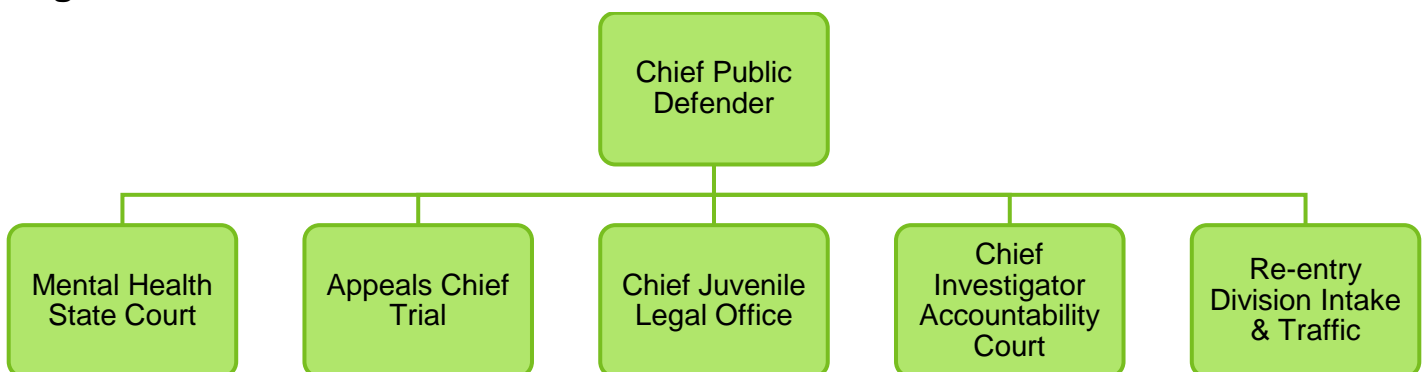 Chief Public
Defender
Mental Health
State Court
Appeals Chief
Trial
Chief Juvenile
Legal Office
Chief
Investigator
Accountability
Court
Re-entry
Division Intake
& Traffic